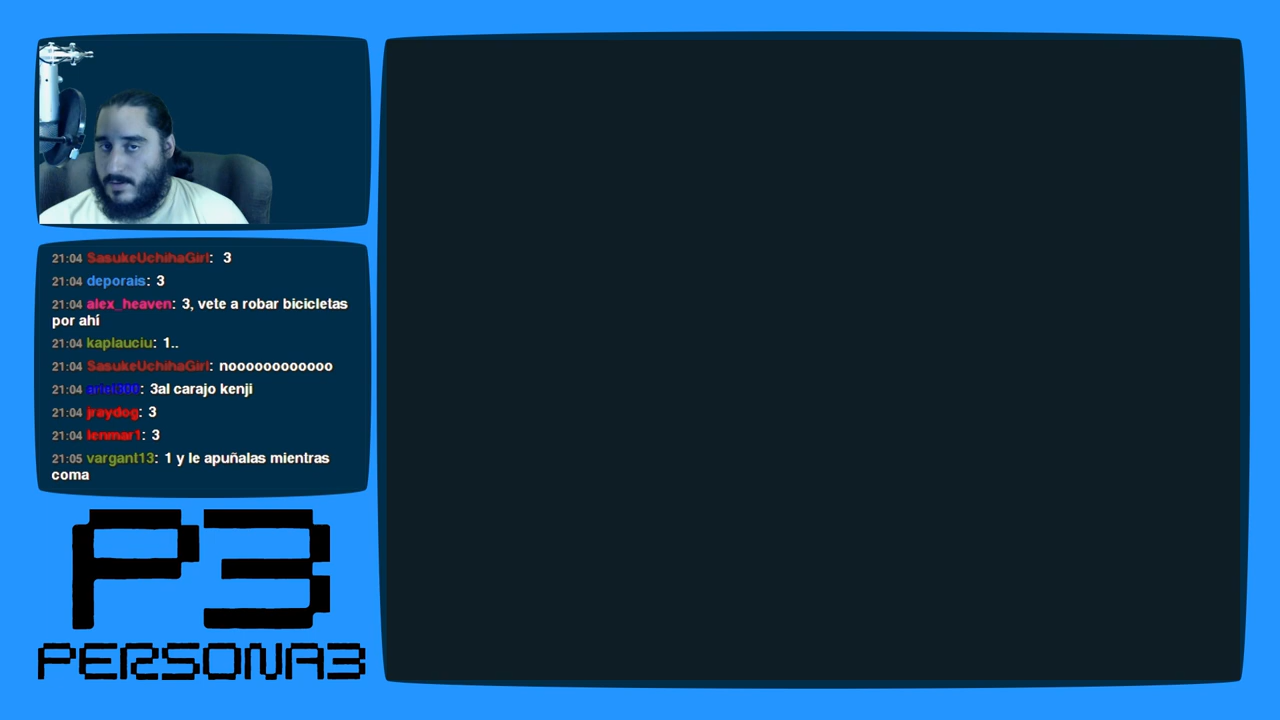 21:04 SasukeUchihaGirl: 3
21:04 deporais: 3
21:04 alex_heaven: 3, vete a robar bicicletas
por ahí
21:04 kaplauciu: 1..
21:04 SasukeUchihaGirl: noooooooooooo
21:04 : 3al carajo kenji
21:04 jraydog: 3
21:04 lenmar1: 3
21:05 vargant13: 1 y le apuñalas mientras
coma
P3
PERSONA3